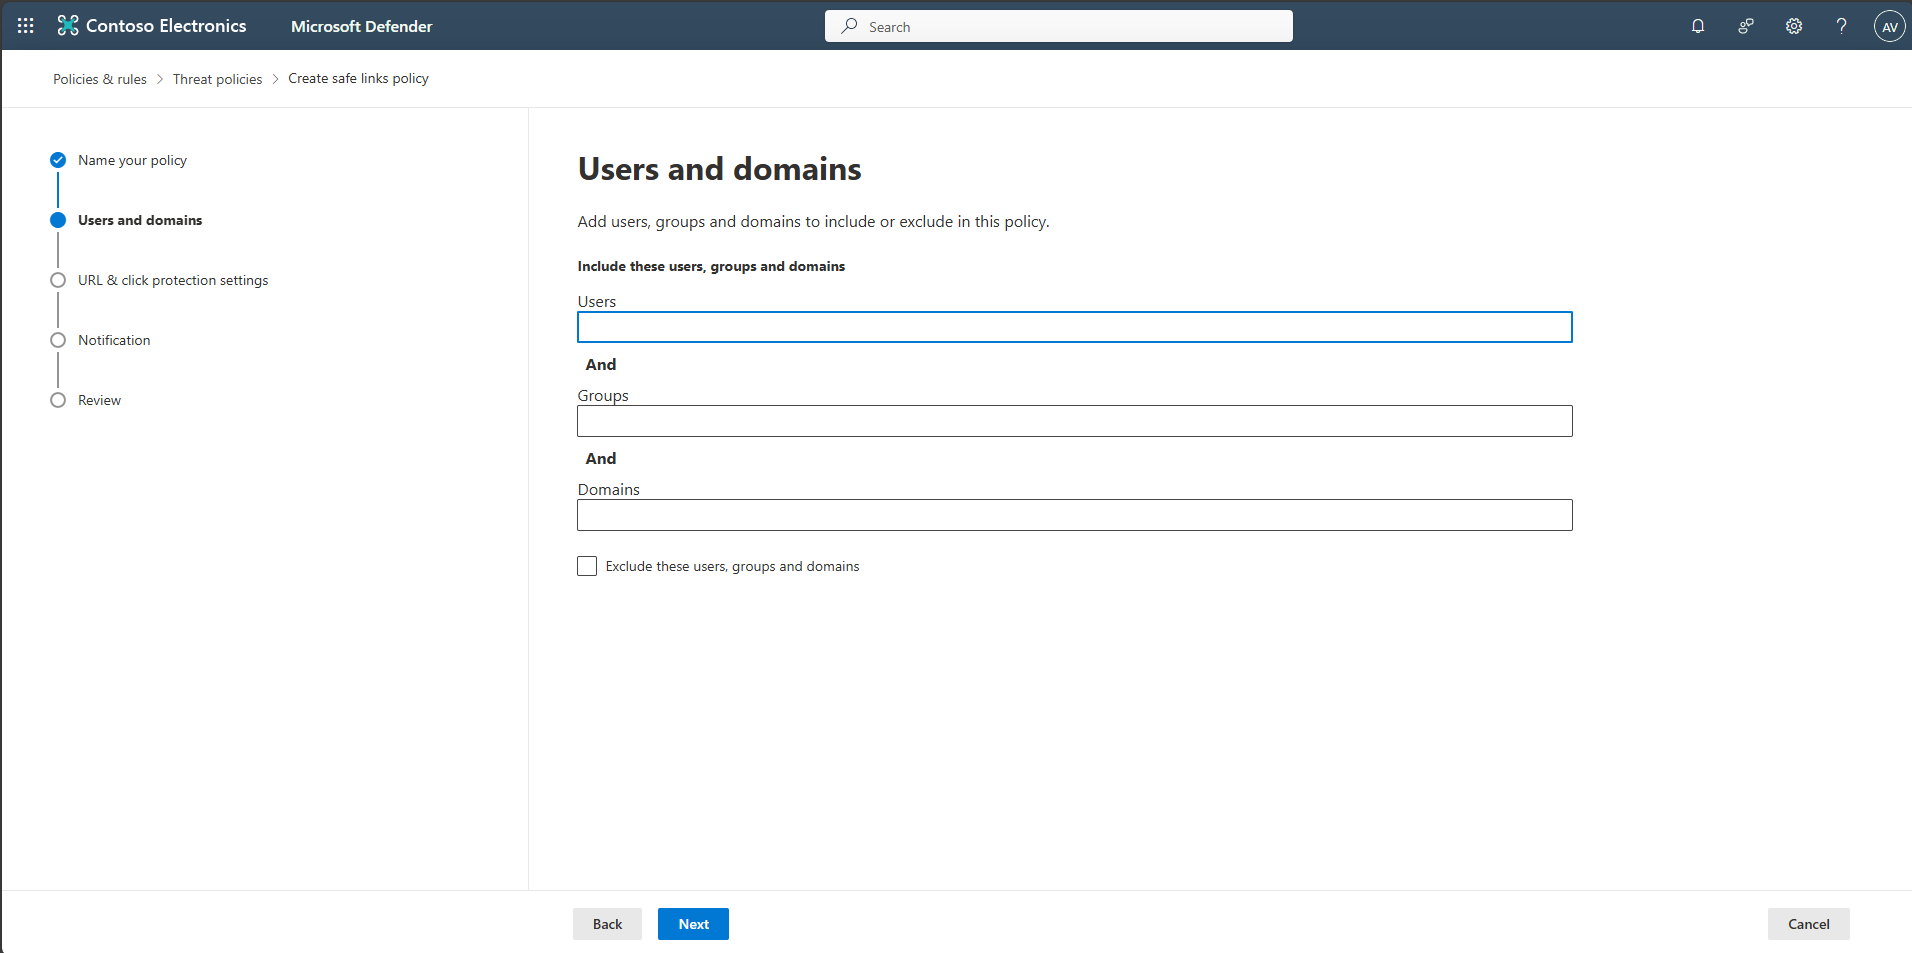 Contoso Electronics
Microsoft Defender
Search
AV
Policies & rules > Threat policies > Create safe links policy
Name your policy
Users and domains
URL & click protection settings
Notification
Review
Users and domains
Add users, groups and domains to include or exclude in this policy.
Include these users, groups and domains
Users
And
Groups
And
Domains
Exclude these users, groups and domains
Back
Next
Cancel